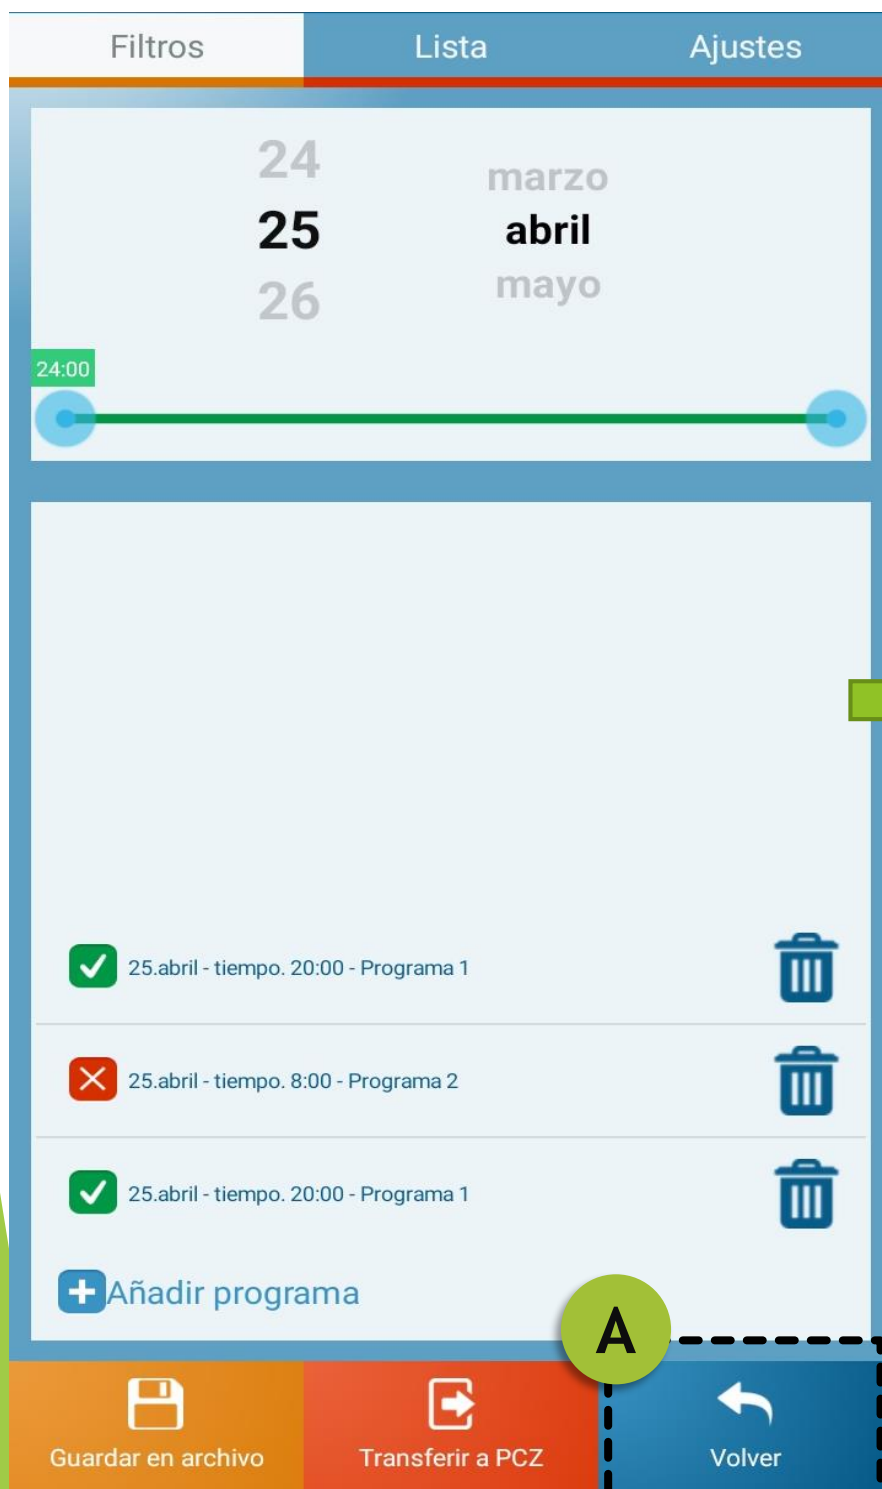 Filtros Lista Ajustes
24 marzo
25 abril
26 mayo
24:00
25.abril - tiempo. 20:00 - Programa 1
25.abril - tiempo. 8:00 - Programa 2
25.abril - tiempo. 20:00 - Programa 1
Añadir programa
A
Guardar en archivo Transferir a PCZ Volver